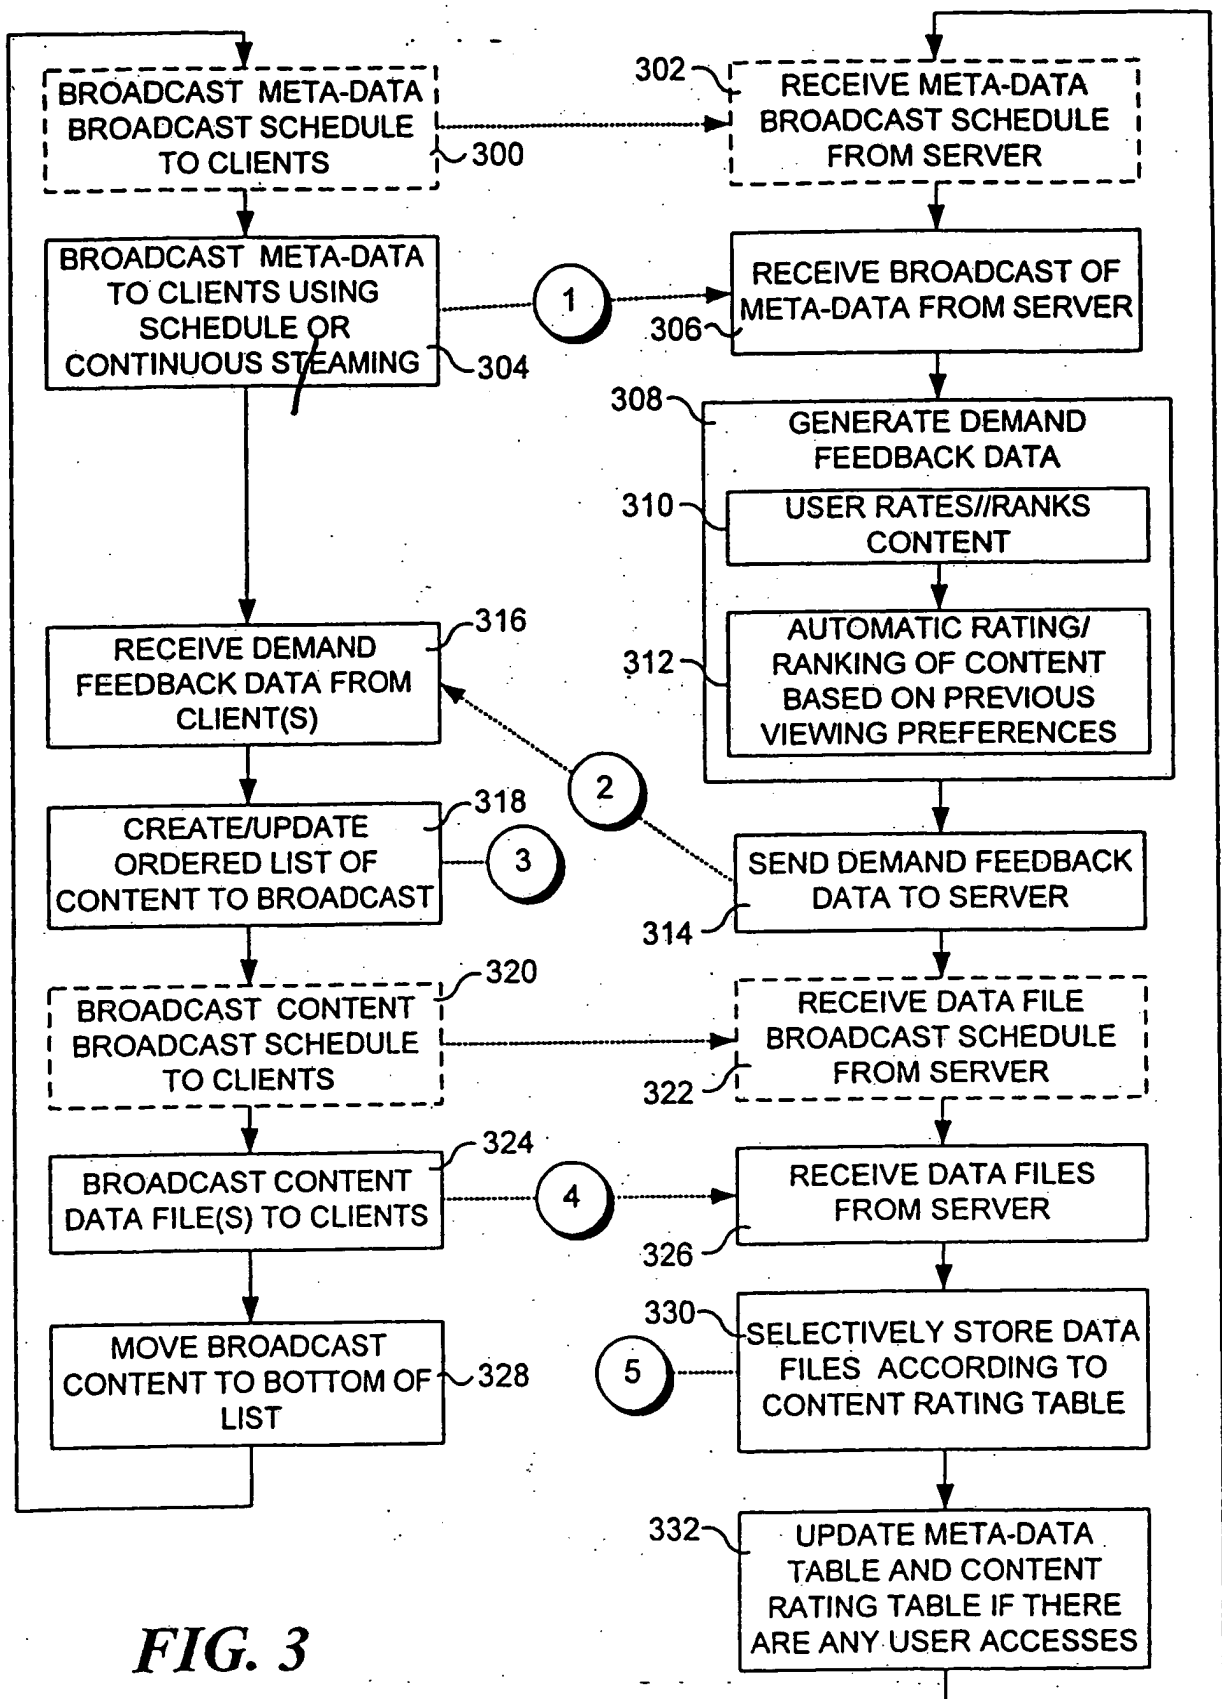 BROADCAST META-DATA
BROADCAST SCHEDULE
TO CLIENTS
300
302
RECEIVE META-DATA
BROADCAST SCHEDULE
FROM SERVER
BROADCAST META-DATA
TO CLIENTS USING
SCHEDULE OR
CONTINUOUS STEAMING
304
1
RECEIVE BROADCAST OF
META-DATA FROM SERVER
306
308
GENERATE DEMAND
FEEDBACK DATA
310
USER RATES//RANKS
CONTENT
312
AUTOMATIC RATING/
RANKING OF CONTENT
BASED ON PREVIOUS
VIEWING PREFERENCES
316
RECEIVE DEMAND
FEEDBACK DATA FROM
CLIENT(S)
2
318
CREATE/UPDATE
ORDERED LIST OF
CONTENT TO BROADCAST
3
SEND DEMAND FEEDBACK
DATA TO SERVER
314
320
BROADCAST CONTENT
BROADCAST SCHEDULE
TO CLIENTS
RECEIVE DATA FILE
BROADCAST SCHEDULE
FROM SERVER
322
324
BROADCAST CONTENT
DATA FILE(S) TO CLIENTS
4
RECEIVE DATA FILES
FROM SERVER
326
MOVE BROADCAST
CONTENT TO BOTTOM OF
LIST
328
330
SELECTIVELY STORE DATA
FILES ACCORDING TO
CONTENT RATING TABLE
5
332
UPDATE META-DATA
TABLE AND CONTENT
RATING TABLE IF THERE
ARE ANY USER ACCESSES
FIG. 3